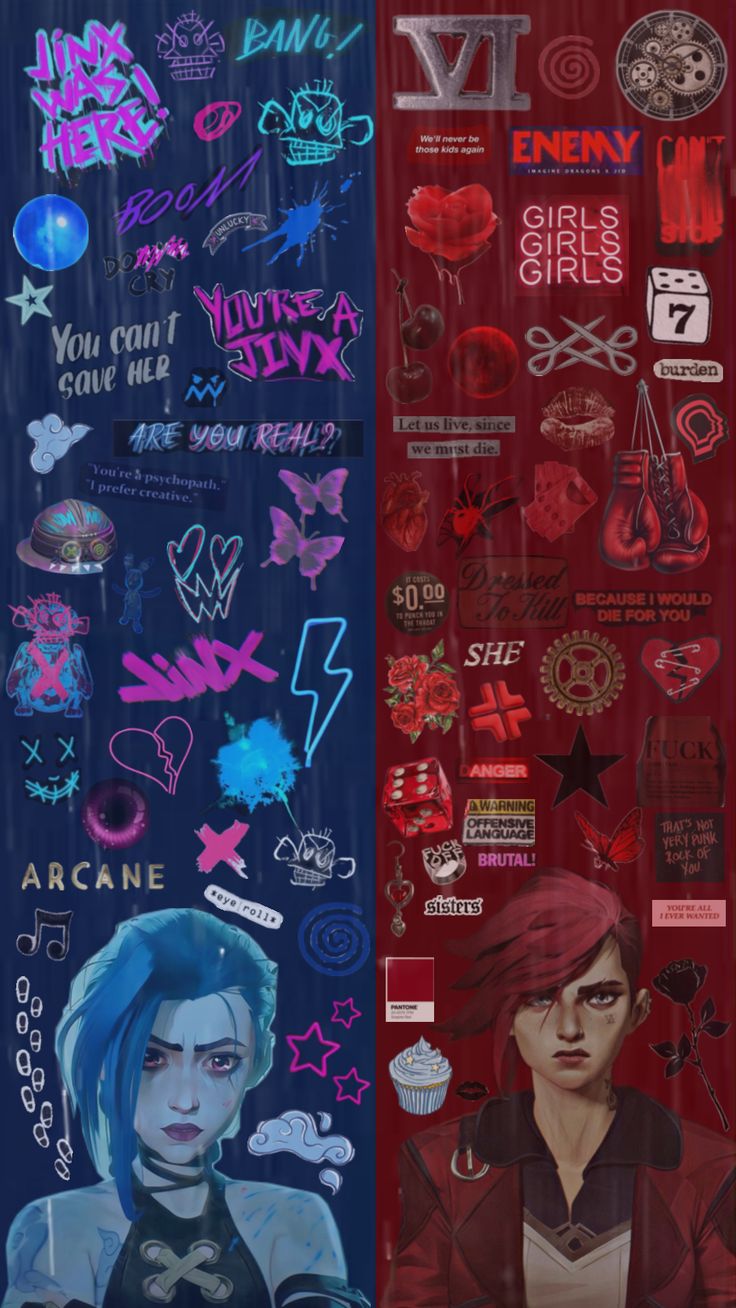 JINX
WAS
HERE!
BANG!
BOOM
UNLUCKY
CRY
YOU'RE A
JINX
You can't
save HER
ARE YOU REAL?
"You're a psychopath."
"I prefer creative."
JINX
ARCANE
*eye roll*
VI
We'll never be
those kids again
ENEMY
IMAGINE DRAGONS X JID
CAN'T
STOP
GIRLS
GIRLS
GIRLS
7
burden
Let us live, since
we must die.
IT COSTS
$0.00
TO PUNCH YOU IN
THE THROAT
Dressed
To Kill
BECAUSE I WOULD
DIE FOR YOU
SHE
FUCK
DANGER
WARNING
OFFENSIVE
LANGUAGE
FUCK
OFF
BRUTAL!
THAT'S NOT
VERY PUNK
ROCK OF
YOU.
sisters
YOU'RE ALL
I EVER WANTED
PANTONE
VI